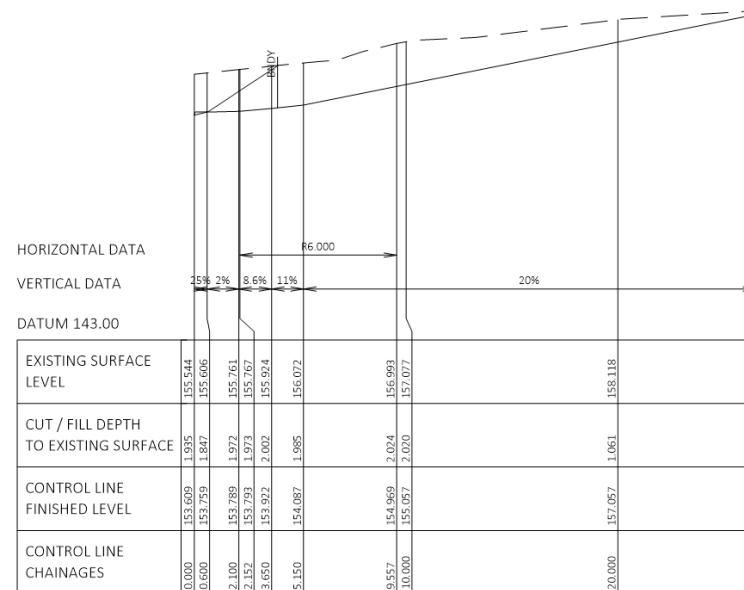 BNDY
HORIZONTAL DATA
R6.000
VERTICAL DATA
25% 2% 8.6% 11% 20%
DATUM 143.00
EXISTING SURFACE
LEVEL
155.544 155.606 155.761 155.767 155.924 156.072 156.993 157.077 158.118
CUT / FILL DEPTH
TO EXISTING SURFACE
1.935 1.847 1.972 1.973 2.002 1.985 2.024 2.020 1.061
CONTROL LINE
FINISHED LEVEL
153.609 153.759 153.789 153.793 153.922 154.087 154.969 155.057 157.057
CONTROL LINE
CHAINAGES
0.000 0.600 2.100 2.152 3.650 5.150 9.557 10.000 20.000